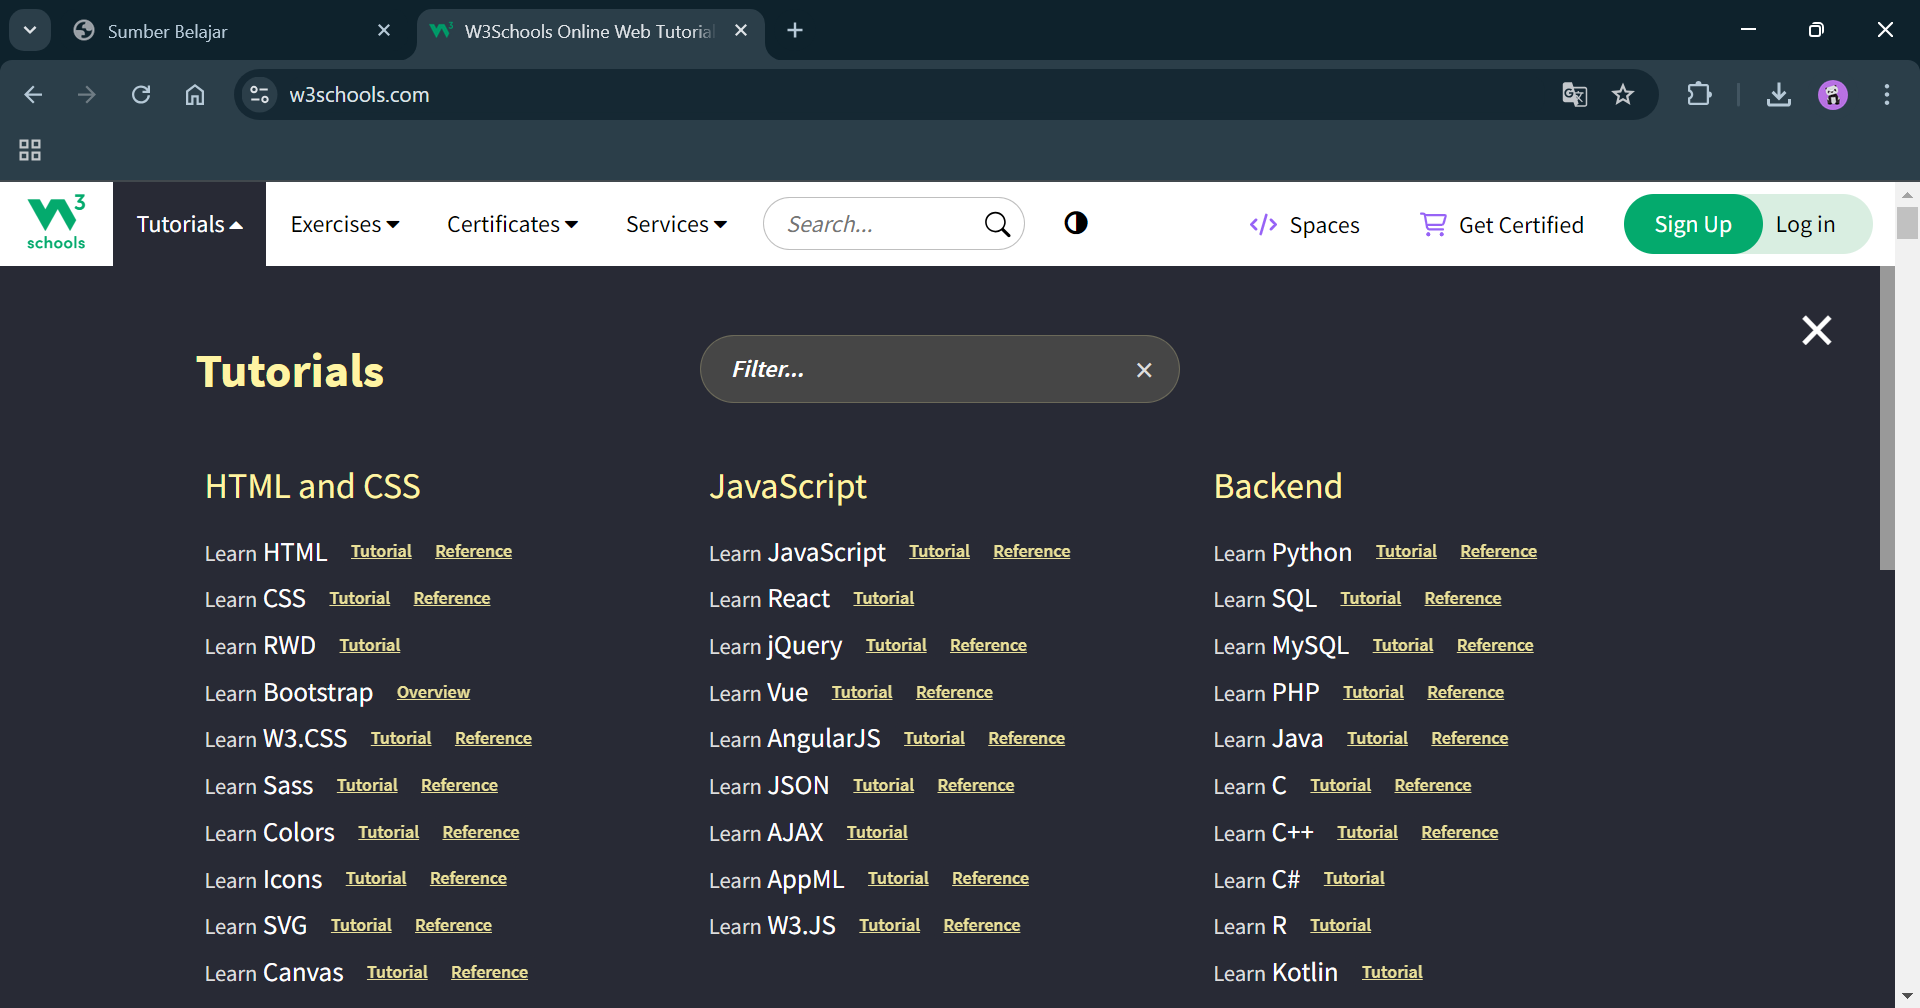 Sumber Belajar
W3Schools Online Web Tutorial
w3schools.com
W3 schools
Tutorials Exercises Certificates Services Search... Spaces Get Certified Sign Up Log in
Tutorials
Filter...
HTML and CSS
Learn HTML Tutorial Reference
Learn CSS Tutorial Reference
Learn RWD Tutorial
Learn Bootstrap Overview
Learn W3.CSS Tutorial Reference
Learn Sass Tutorial Reference
Learn Colors Tutorial Reference
Learn Icons Tutorial Reference
Learn SVG Tutorial Reference
Learn Canvas Tutorial Reference
JavaScript
Learn JavaScript Tutorial Reference
Learn React Tutorial
Learn jQuery Tutorial Reference
Learn Vue Tutorial Reference
Learn AngularJS Tutorial Reference
Learn JSON Tutorial Reference
Learn AJAX Tutorial
Learn AppML Tutorial Reference
Learn W3.JS Tutorial Reference
Backend
Learn Python Tutorial Reference
Learn SQL Tutorial Reference
Learn MySQL Tutorial Reference
Learn PHP Tutorial Reference
Learn Java Tutorial Reference
Learn C Tutorial Reference
Learn C++ Tutorial Reference
Learn C# Tutorial
Learn R Tutorial
Learn Kotlin Tutorial